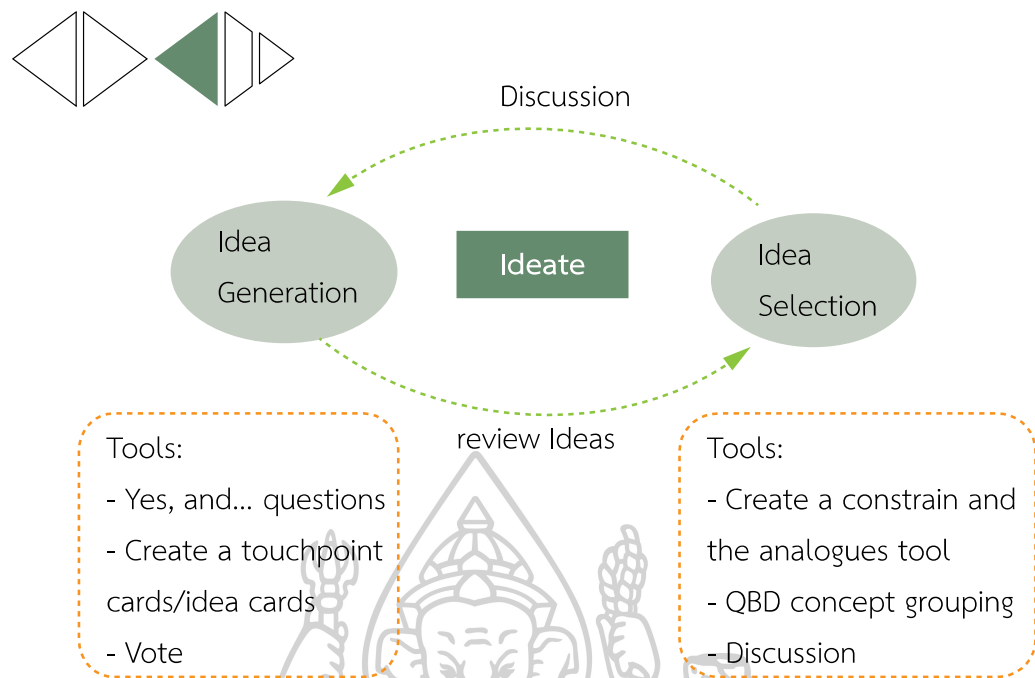 Discussion
Idea
Generation
Ideate
Idea
Selection
review Ideas
Tools:
- Yes, and... questions
- Create a touchpoint
cards/idea cards
- Vote
Tools:
- Create a constrain and
the analogues tool
- QBD concept grouping
- Discussion